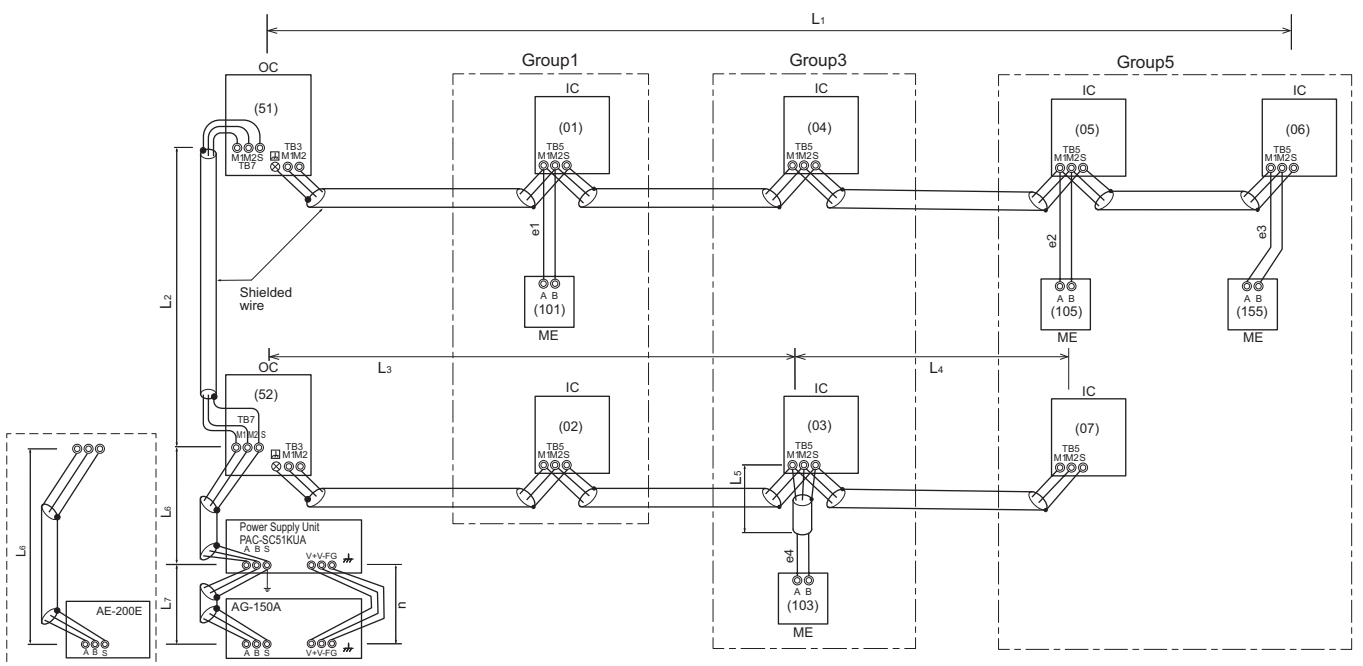 L1
Group1
Group3
Group5
OC
IC
IC
IC
IC
(51)
(01)
(04)
(05)
(06)
TB3
M1M2S
M1M2
TB7
TB5
M1M2S
TB5
M1M2S
TB5
M1M2S
TB5
M1M2S
e1
e2
e3
L2
Shielded
wire
A B
(101)
ME
A B
(105)
ME
A B
(155)
ME
L3
L4
OC
IC
IC
IC
(52)
(02)
(03)
(07)
TB7
M1M2 S
TB3
M1M2
TB5
M1M2S
TB5
M1M2S
TB5
M1M2S
L5
L6
L6
Power Supply Unit
PAC-SC51KUA
A B S
V+V-FG
e4
A B
(103)
ME
L7
n
AE-200E
A B S
AG-150A
A B S
V+V-FG